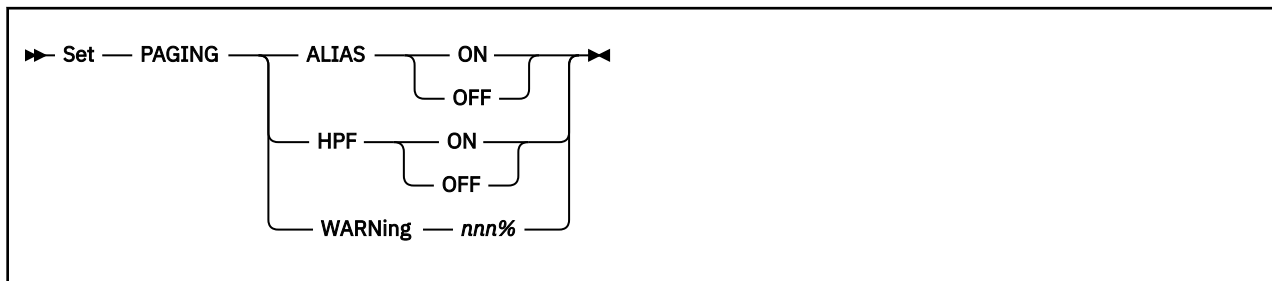 Set PAGING ALIAS ON
OFF
HPF ON
OFF
WARNing nnn%